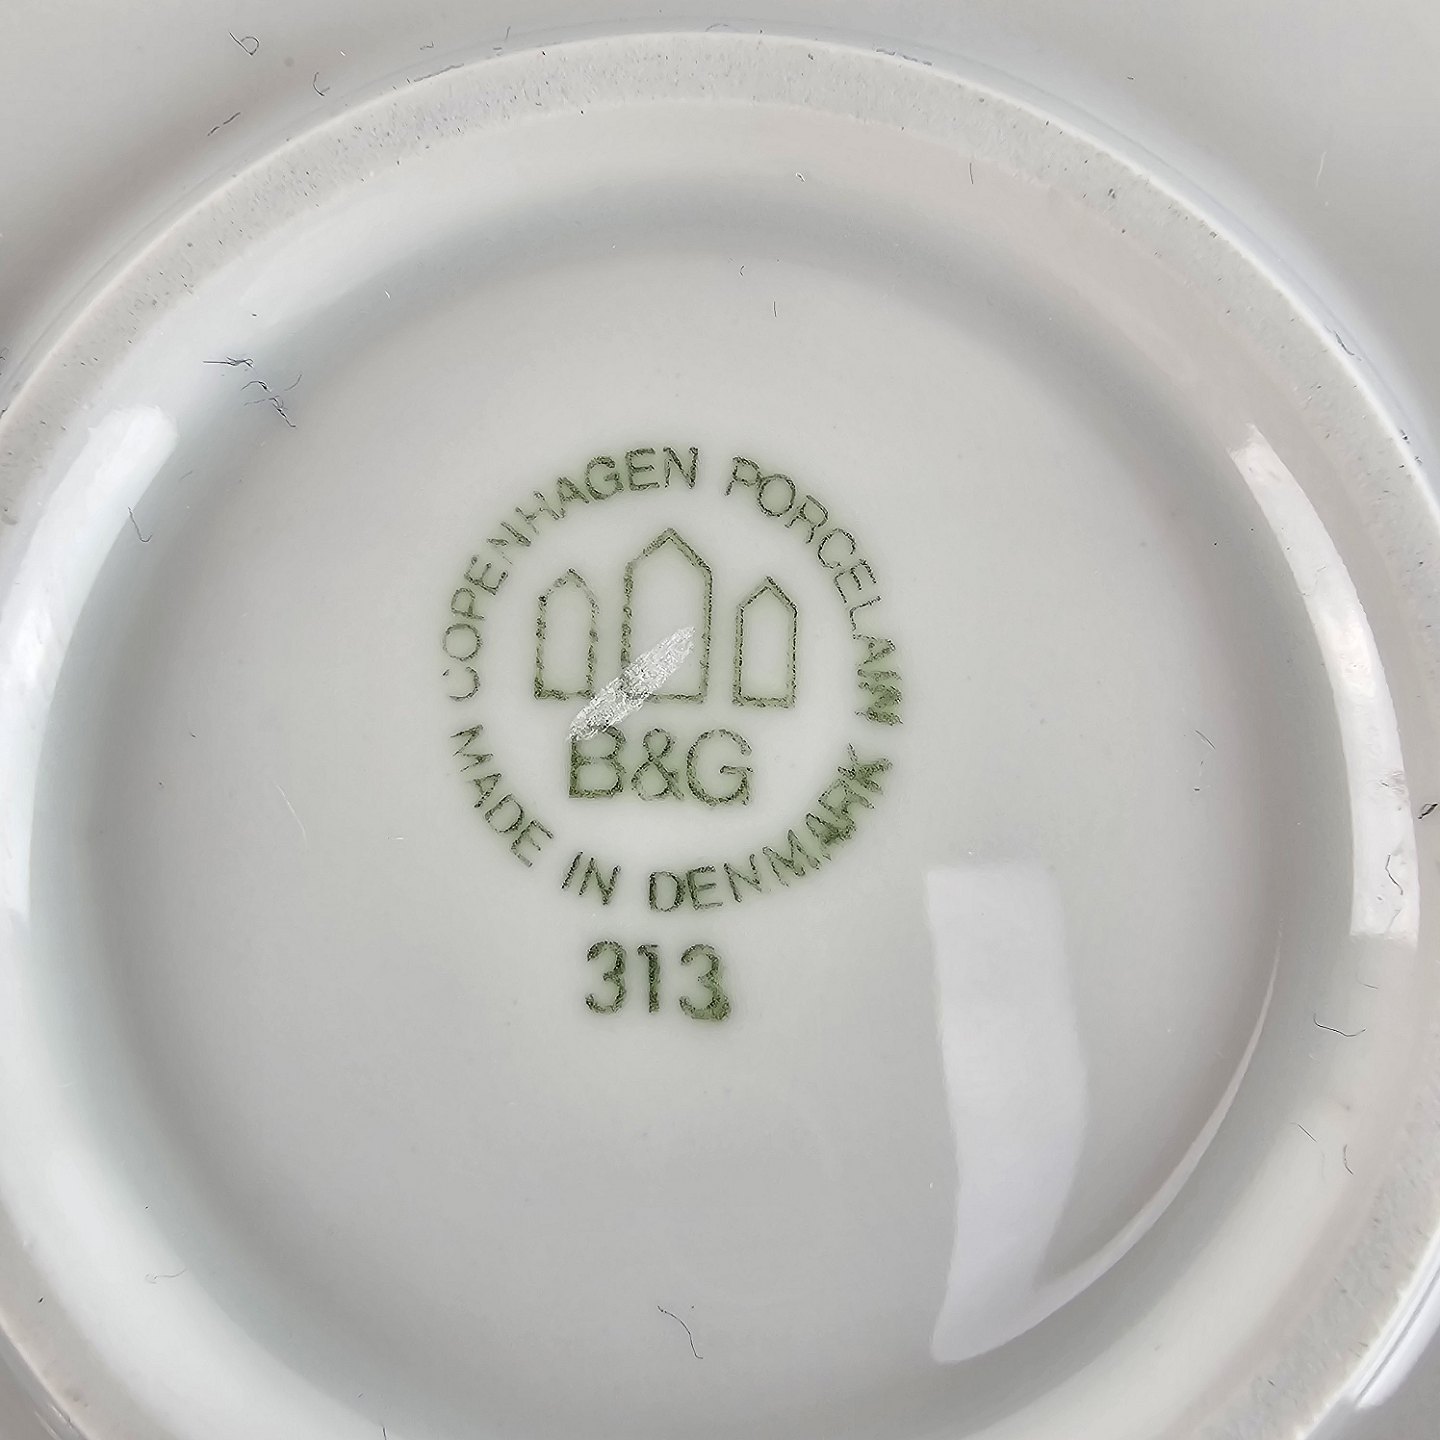 COPENHAGEN PORCELAIN
B&G
MADE IN DENMARK
313